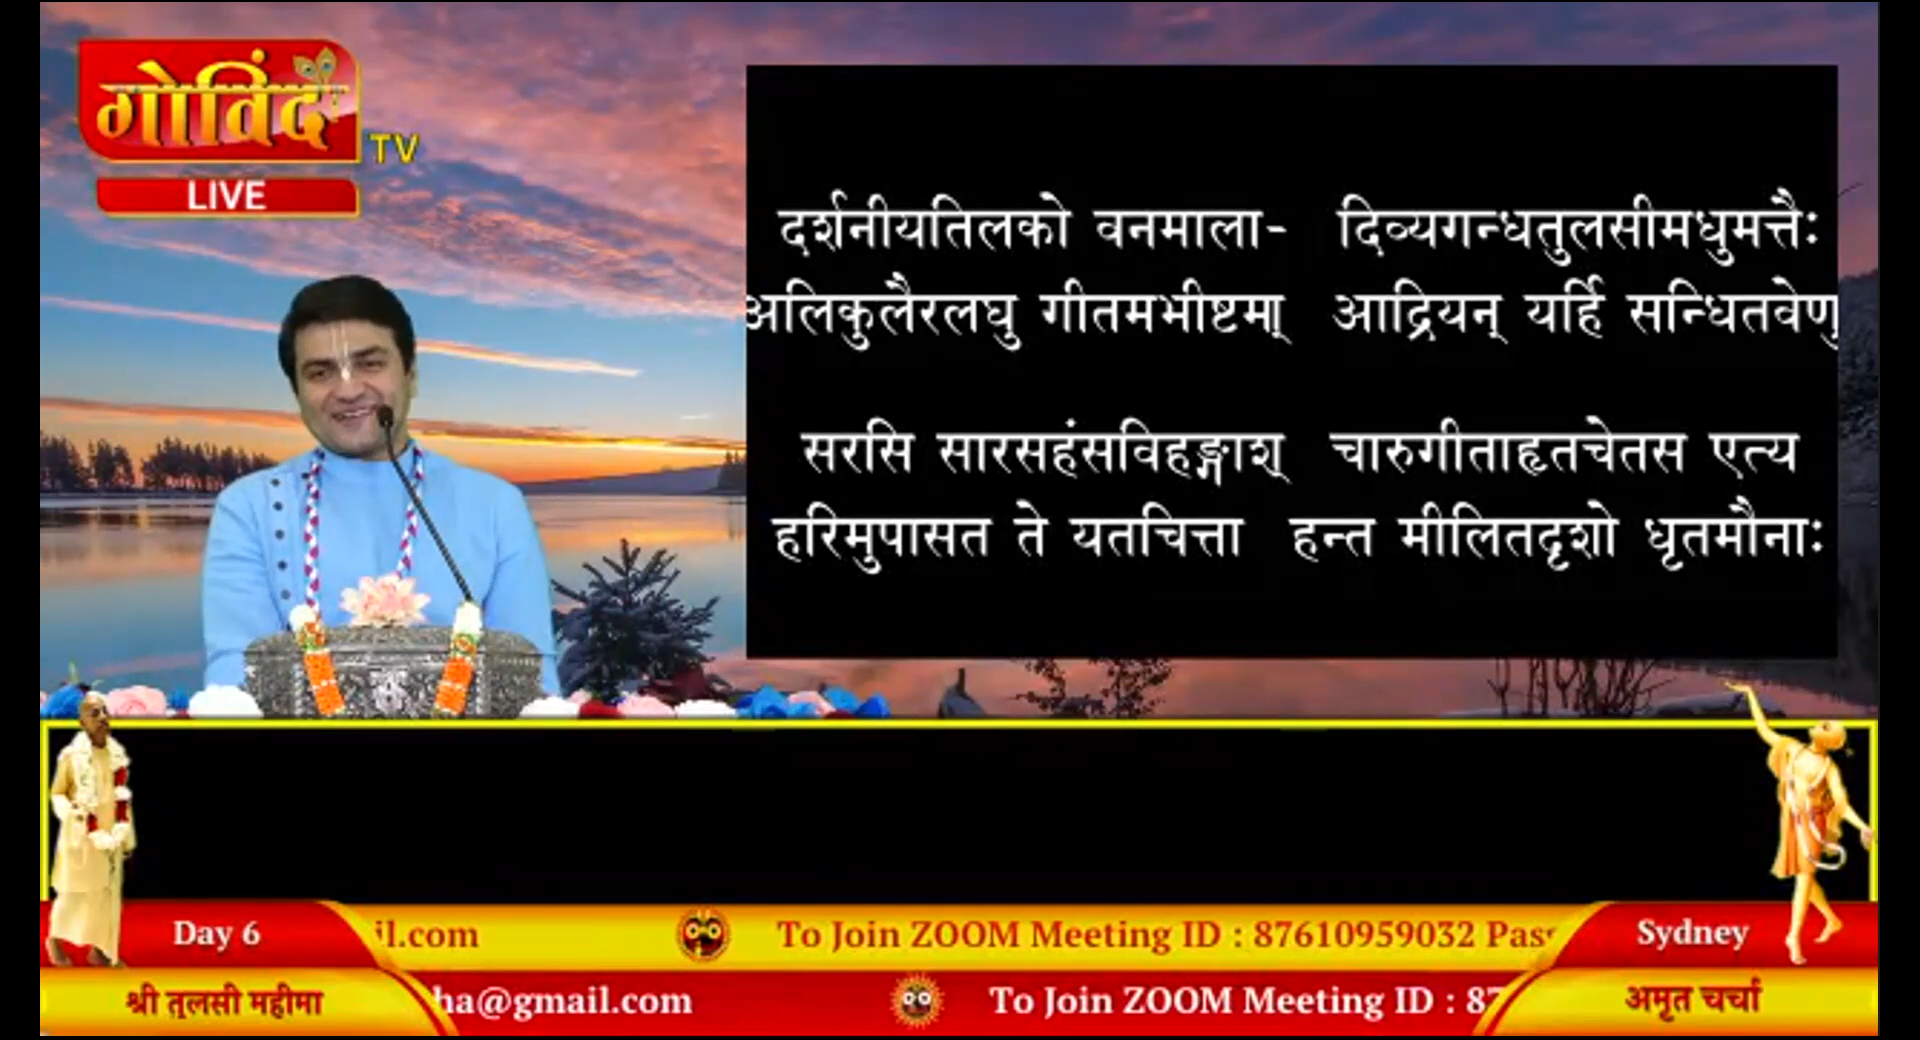 गोविंद
TV
LIVE
दर्शनीयतिलको वनमाला- दिव्यगन्धतुलसीमधुमत्तैः
अलिकुलैरलघु गीतमभीष्टम् आद्रियन् यर्हि सन्धितवेणु
सरसि सारसहंसविहङ्गाश् चारुगीताहृतचेतस एत्य
हरिमुपासत ते यतचित्ता हन्त मीलितदृशो धृतमौनाः
Day 6
il.com To Join ZOOM Meeting ID : 87610959032 Pass
Sydney
श्री तुलसी महीमा
ha@gmail.com To Join ZOOM Meeting ID : 87
अमृत चर्चा